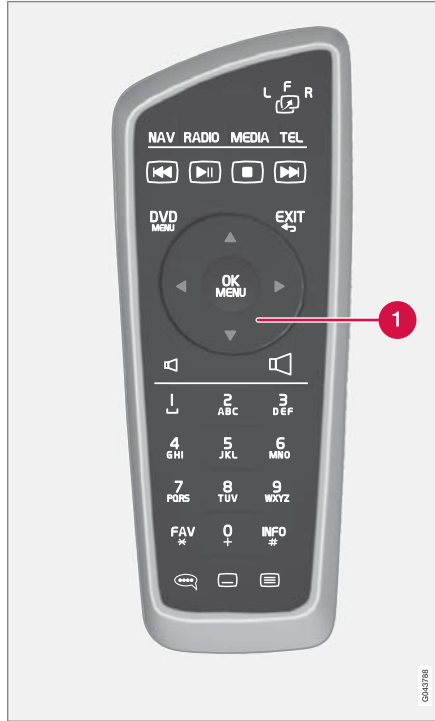 L F R
NAV RADIO MEDIA TEL
DVD EXIT
MENU
OK
MENU
1
1 2 3
ABC DEF
4 5 6
GHI JKL MNO
7 8 9
PQRS TUV WXYZ
FAV 0 INFO
* + #
G043788